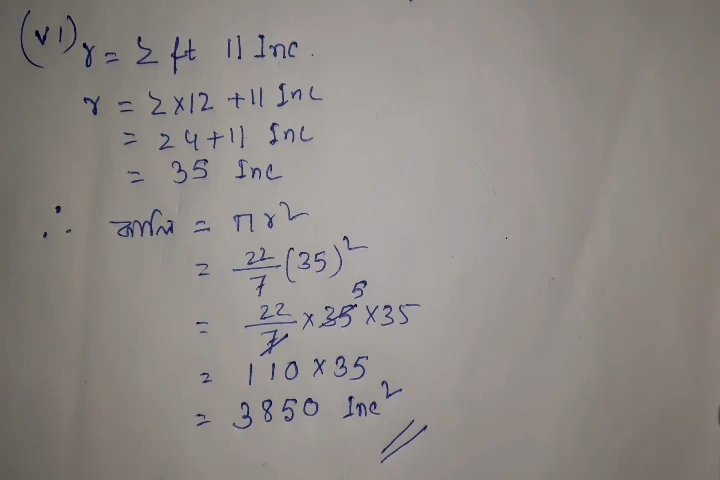 (vi) r = 2 ft 11 Inc.
r = 2×12 +11 Inc
= 24+11 Inc
= 35 Inc
∴ কালি = πr²
= 22/7 (35)²
= 22/7 × 35 5 × 35
= 110 × 35
= 3850 Inc²